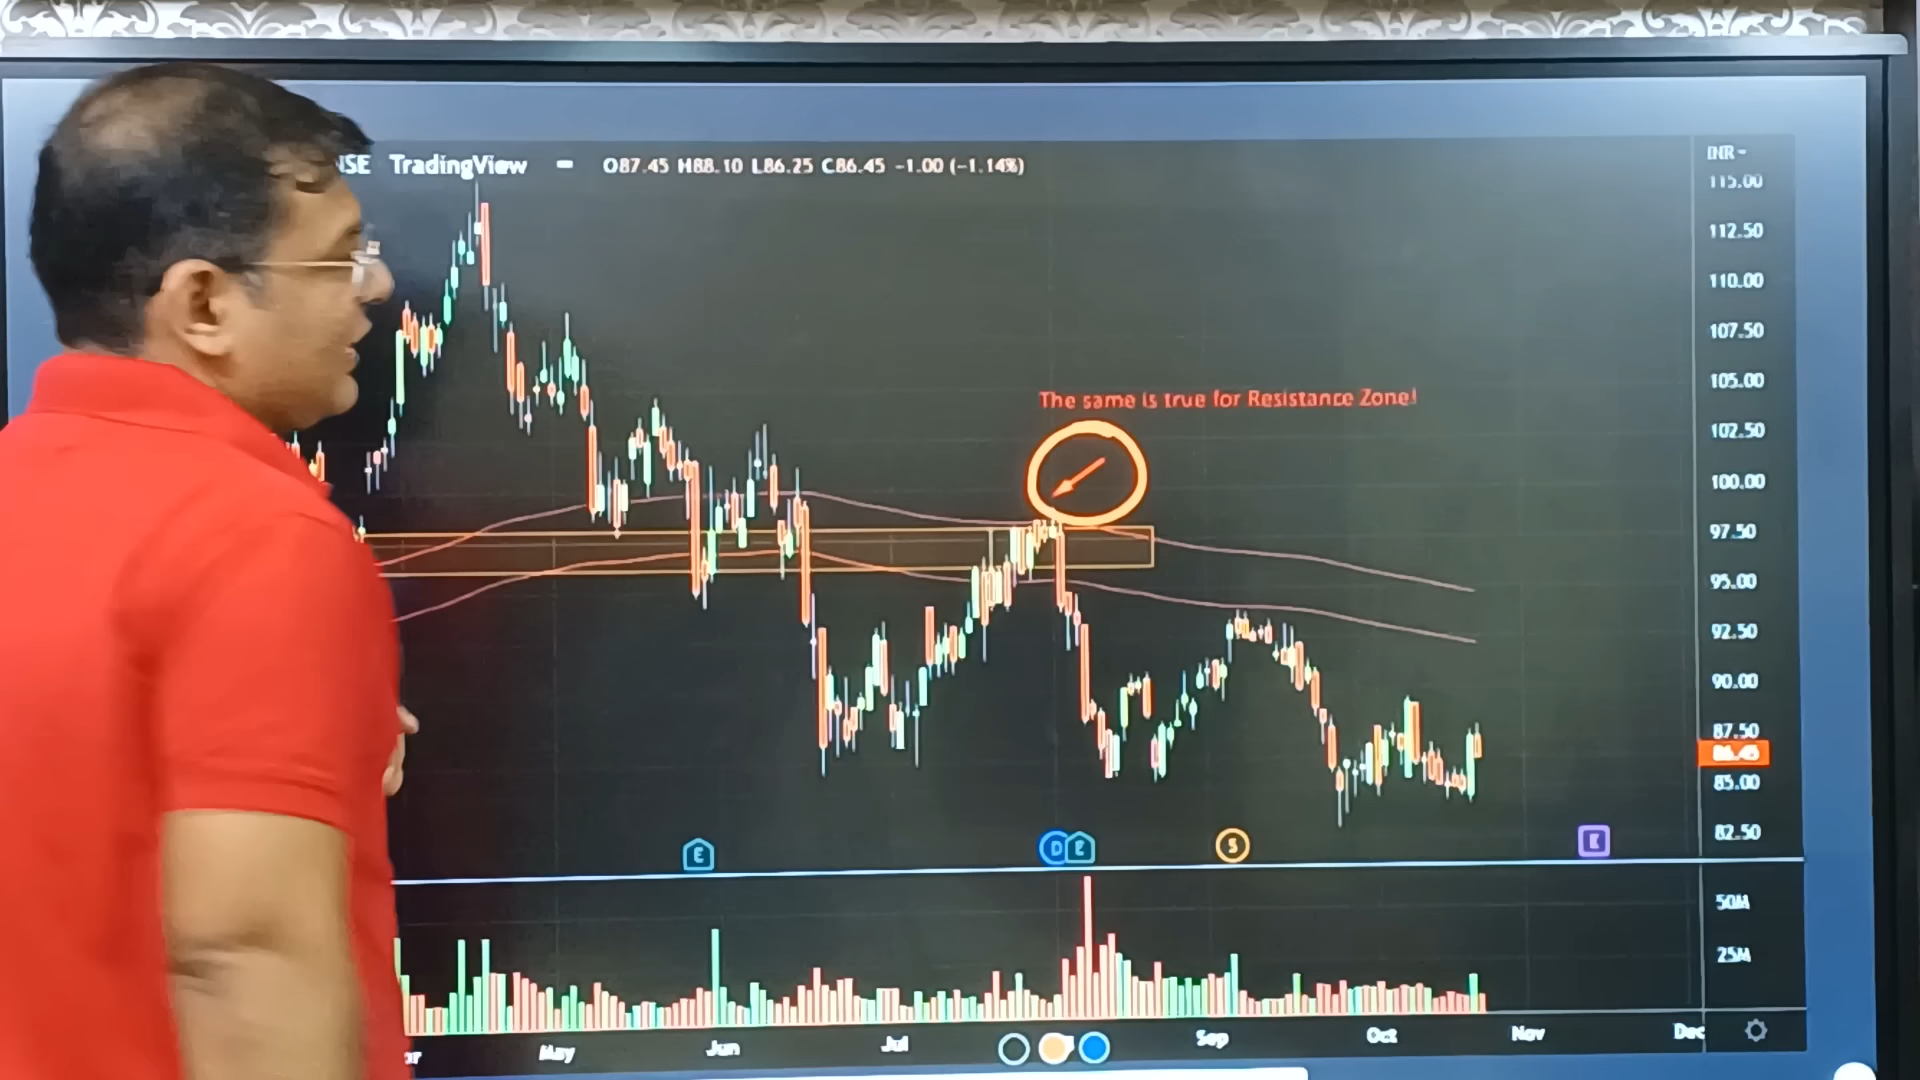 TradingView O87.45 H88.10 L86.25 C86.45 -1.00 (-1.14%)
INR
115.00
112.50
110.00
107.50
105.00
The same is true for Resistance Zone!
102.50
100.00
97.50
95.00
92.50
90.00
87.50
86.45
85.00
82.50
E
D
E
S
E
50M
25M
May Jun Jul Sep Oct Nov Dec